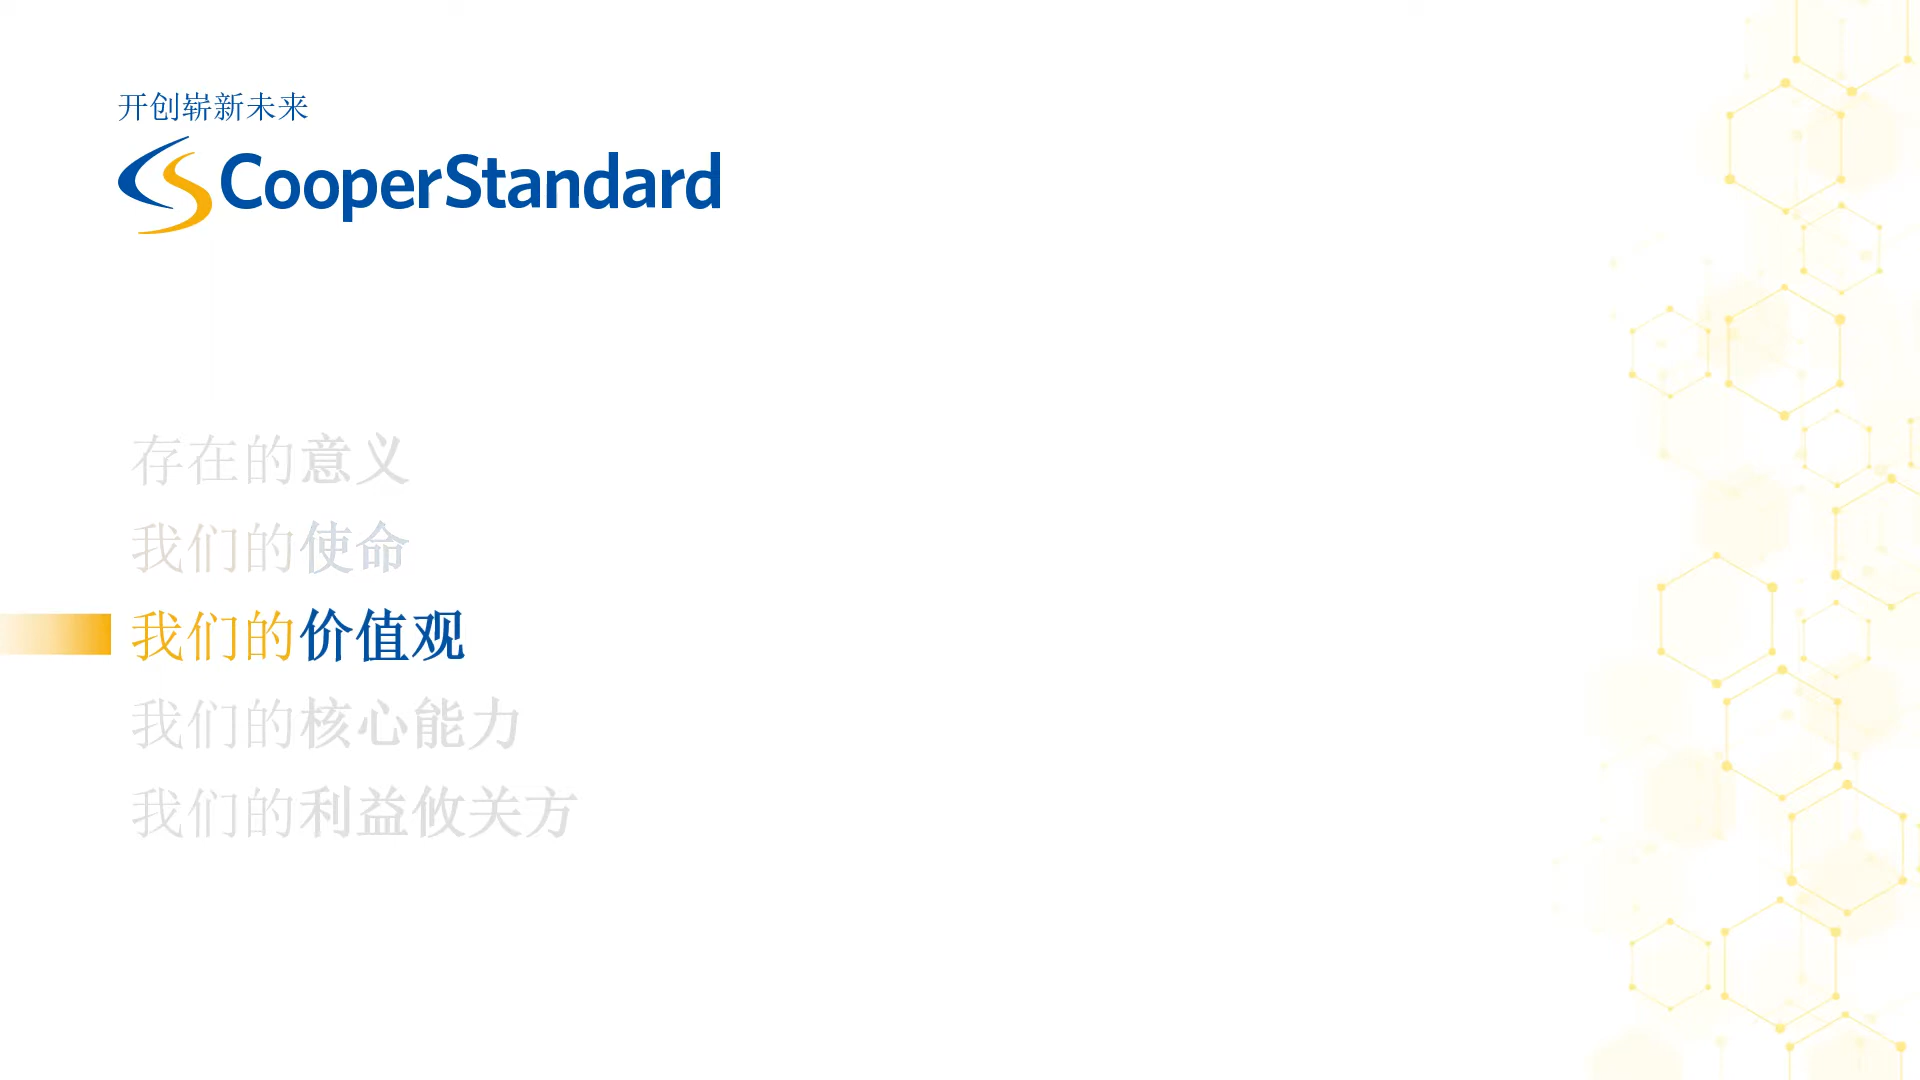 开创崭新未来
CooperStandard
存在的意义
我们的使命
我们的价值观
我们的核心能力
我们的利益攸关方